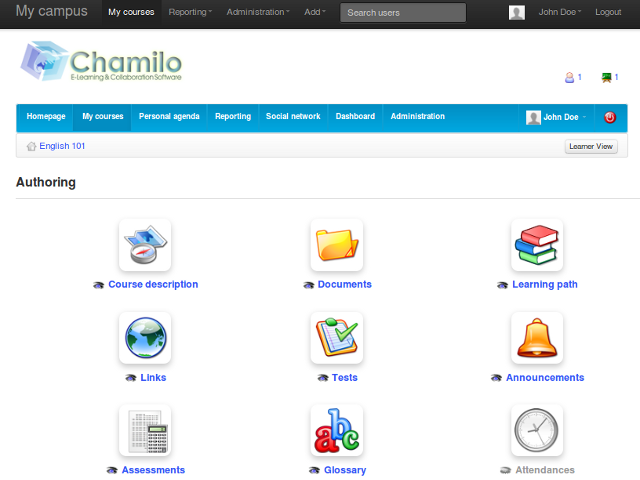 My campus My courses Reporting Administration Add Search users John Doe Logout
Chamilo
E-Learning & Collaboration Software
1 1
Homepage My courses Personal agenda Reporting Social network Dashboard Administration John Doe
English 101 Learner View
Authoring
Course description Documents Learning path
Links Tests Announcements
abc
Assessments Glossary Attendances